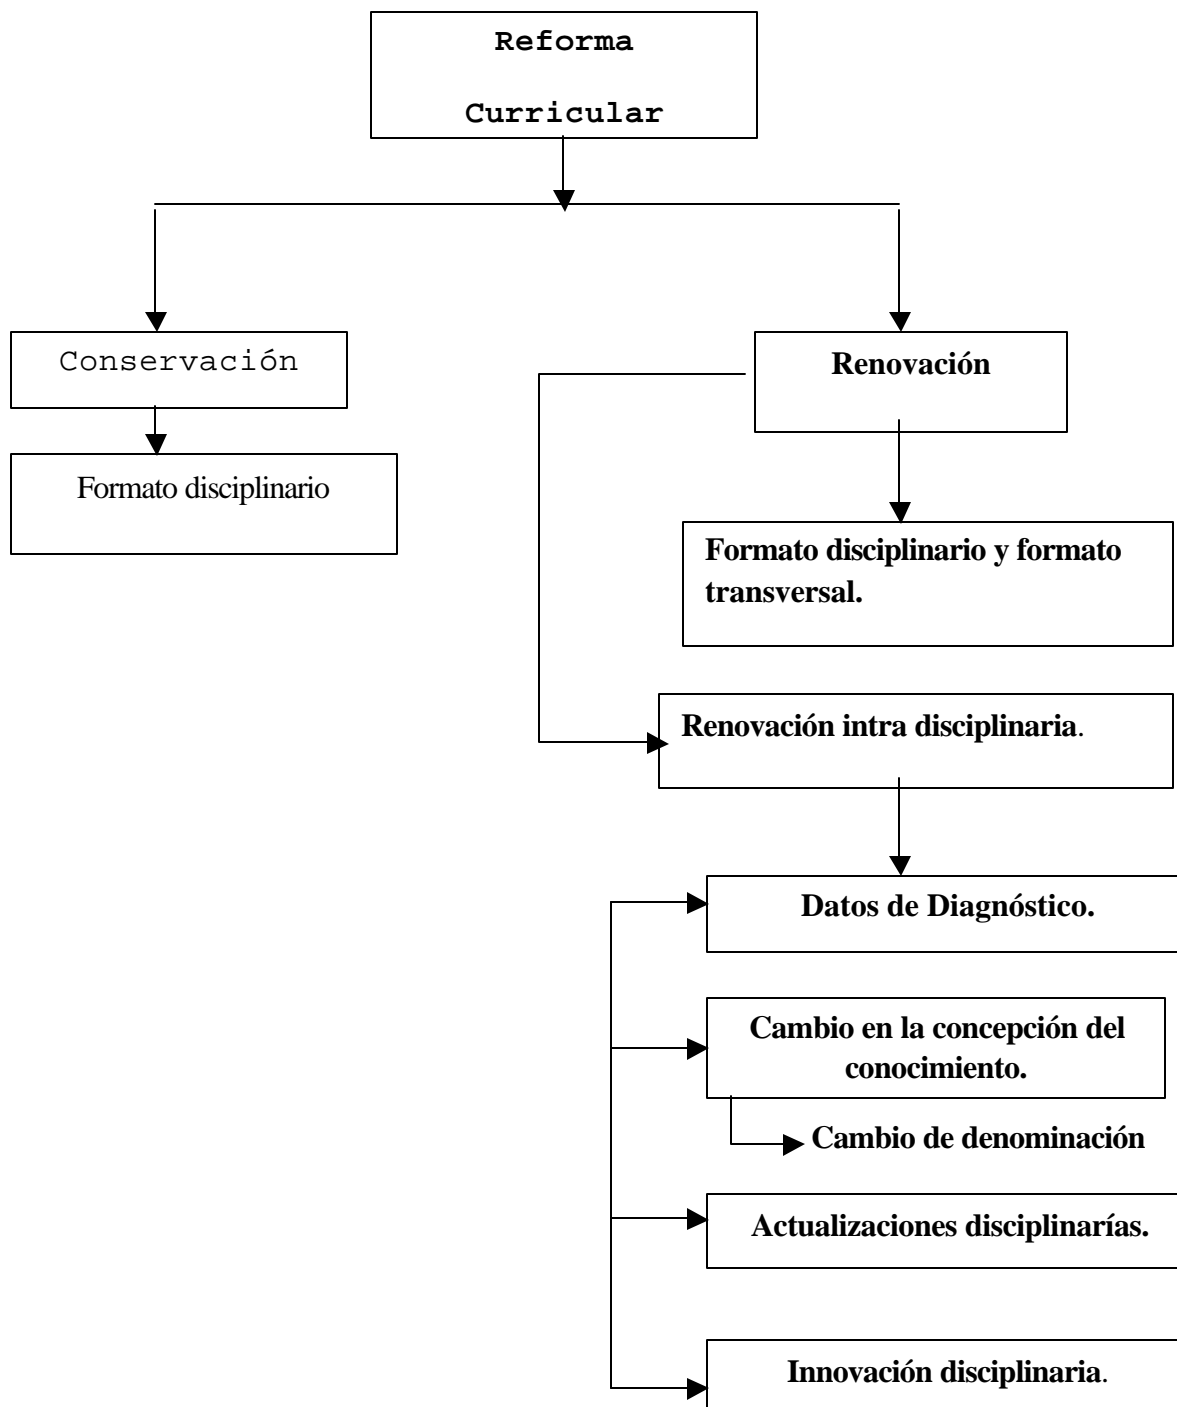 Reforma
Curricular
Conservación
Renovación
Formato disciplinario
Formato disciplinario y formato
transversal.
Renovación intra disciplinaria.
Datos de Diagnóstico.
Cambio en la concepción del
conocimiento.
Cambio de denominación
Actualizaciones disciplinarías.
Innovación disciplinaria.